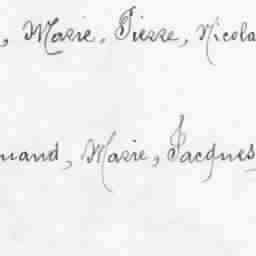 , Marie, Pierre, Nicola
mand, Marie, Jacques